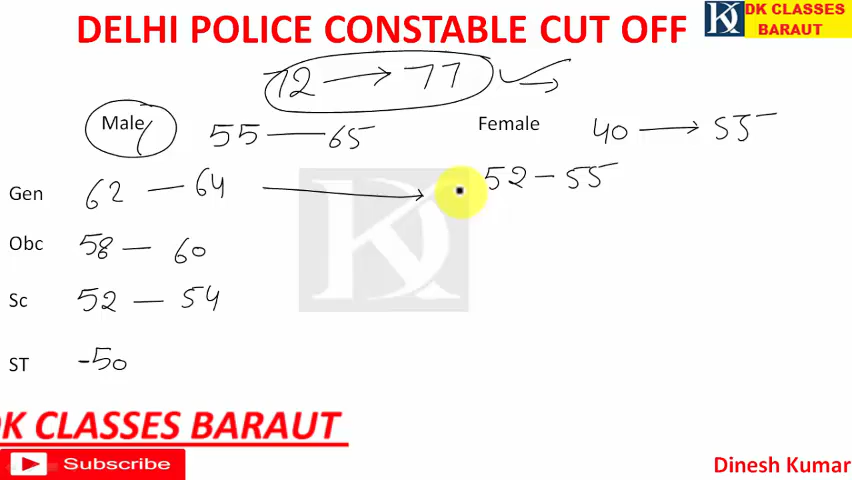 DELHI POLICE CONSTABLE CUT OFF
DK CLASSES
BARAUT
72 → 77
Male 55 — 65 Female 40 → 55
Gen 62 — 64 → 52 – 55
Obc 58 — 60
Sc 52 — 54
ST -50
DK CLASSES BARAUT
Subscribe
Dinesh Kumar